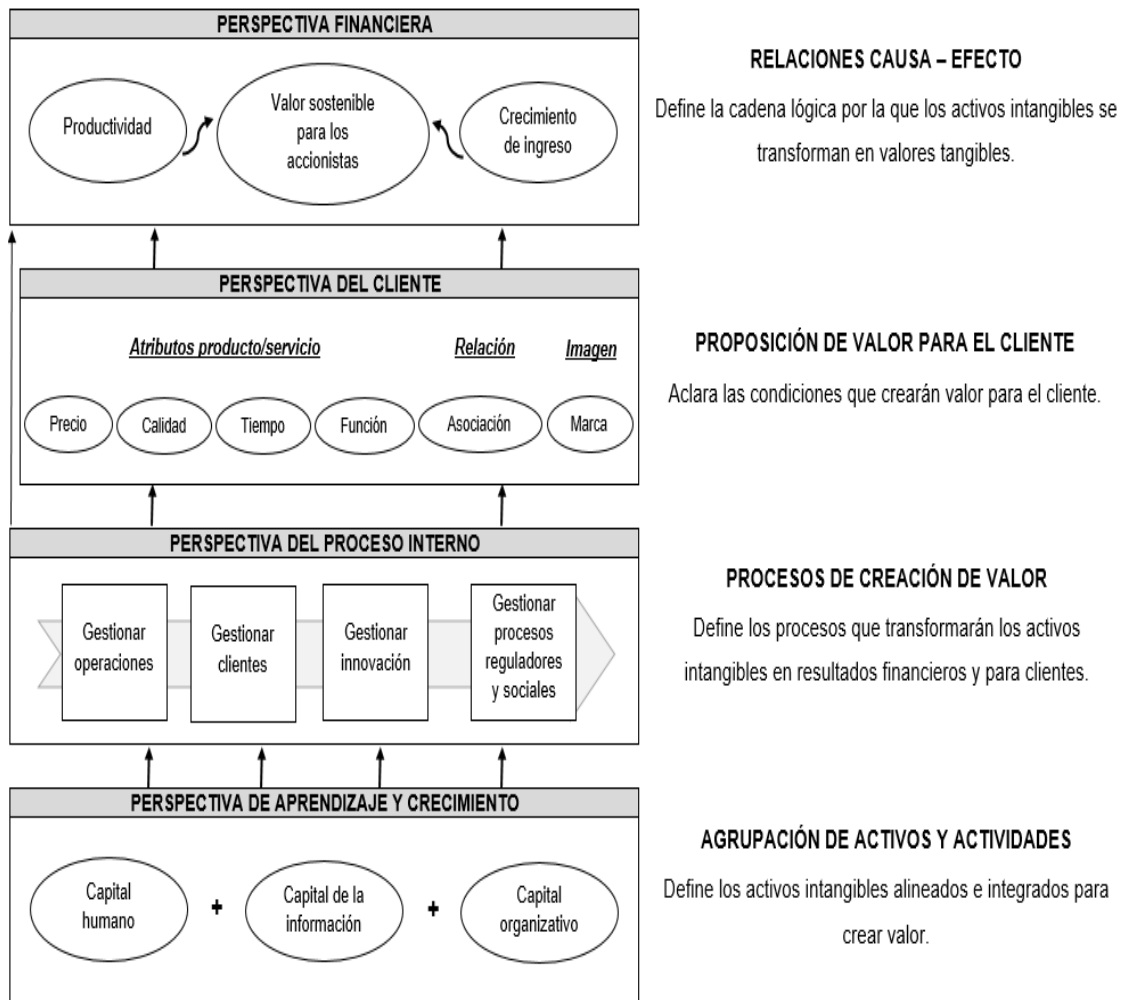 PERSPECTIVA FINANCIERA
Productividad
Valor sostenible
para los
accionistas
Crecimiento
de ingreso
RELACIONES CAUSA – EFECTO
Define la cadena lógica por la que los activos intangibles se
transforman en valores tangibles.
PERSPECTIVA DEL CLIENTE
Atributos producto/servicio
Relación
Imagen
Precio
Calidad
Tiempo
Función
Asociación
Marca
PROPOSICIÓN DE VALOR PARA EL CLIENTE
Aclara las condiciones que crearán valor para el cliente.
PERSPECTIVA DEL PROCESO INTERNO
Gestionar
operaciones
Gestionar
clientes
Gestionar
innovación
Gestionar
procesos
reguladores
y sociales
PROCESOS DE CREACIÓN DE VALOR
Define los procesos que transformarán los activos
intangibles en resultados financieros y para clientes.
PERSPECTIVA DE APRENDIZAJE Y CRECIMIENTO
Capital
humano
+
Capital de la
información
+
Capital
organizativo
AGRUPACIÓN DE ACTIVOS Y ACTIVIDADES
Define los activos intangibles alineados e integrados para
crear valor.